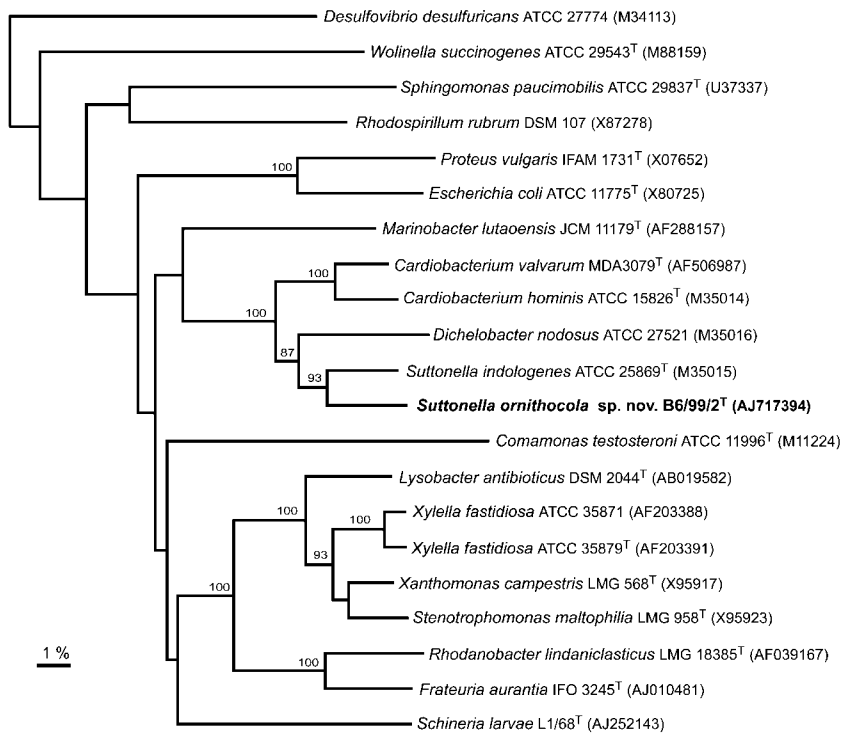 Desulfovibrio desulfuricans ATCC 27774 (M34113)
Wolinella succinogenes ATCC 29543T (M88159)
Sphingomonas paucimobilis ATCC 29837T (U37337)
Rhodospirillum rubrum DSM 107 (X87278)
100 Proteus vulgaris IFAM 1731T (X07652)
Escherichia coli ATCC 11775T (X80725)
Marinobacter lutaoensis JCM 11179T (AF288157)
100 Cardiobacterium valvarum MDA3079T (AF506987)
Cardiobacterium hominis ATCC 15826T (M35014)
100
Dichelobacter nodosus ATCC 27521 (M35016)
87
93 Suttonella indologenes ATCC 25869T (M35015)
Suttonella ornithocola sp. nov. B6/99/2T (AJ717394)
Comamonas testosteroni ATCC 11996T (M11224)
Lysobacter antibioticus DSM 2044T (AB019582)
100 100 Xylella fastidiosa ATCC 35871 (AF203388)
93 Xylella fastidiosa ATCC 35879T (AF203391)
100 Xanthomonas campestris LMG 568T (X95917)
Stenotrophomonas maltophilia LMG 958T (X95923)
1 %
100 Rhodanobacter lindaniclasticus LMG 18385T (AF039167)
Frateuria aurantia IFO 3245T (AJ010481)
Schineria larvae L1/68T (AJ252143)